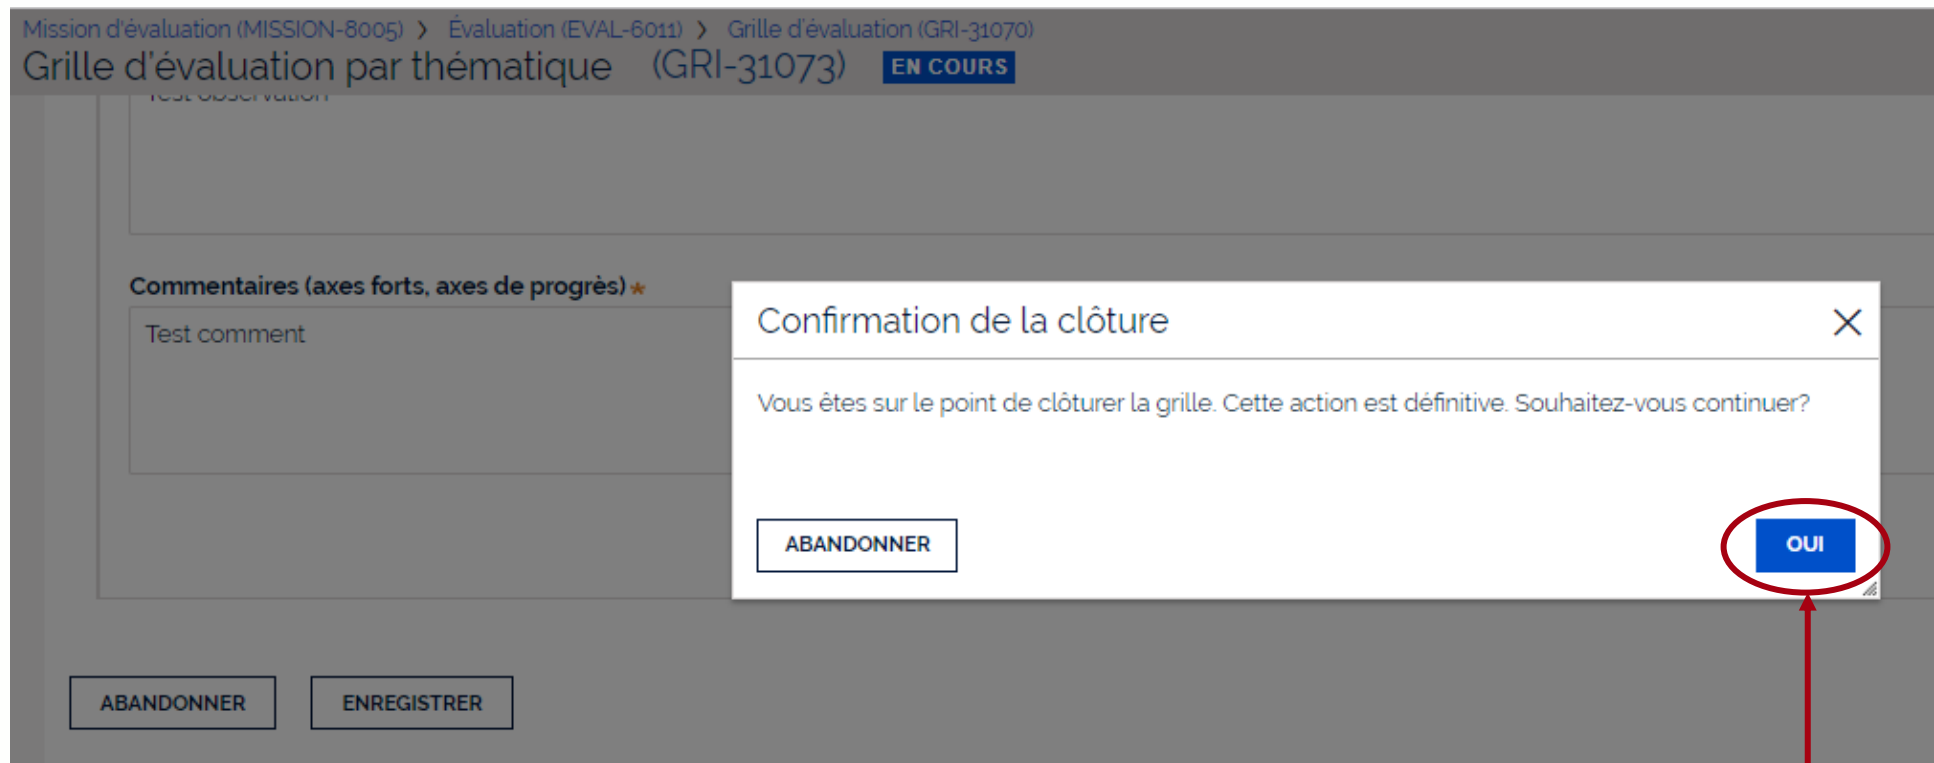 Mission d'évaluation (MISSION-8005) > Évaluation (EVAL-6011) > Grille d'évaluation (GRI-31070)
Grille d'évaluation par thématique (GRI-31073) EN COURS
Test observation
Commentaires (axes forts, axes de progrès) *
Test comment
Confirmation de la clôture
Vous êtes sur le point de clôturer la grille. Cette action est définitive. Souhaitez-vous continuer?
ABANDONNER OUI
ABANDONNER ENREGISTRER